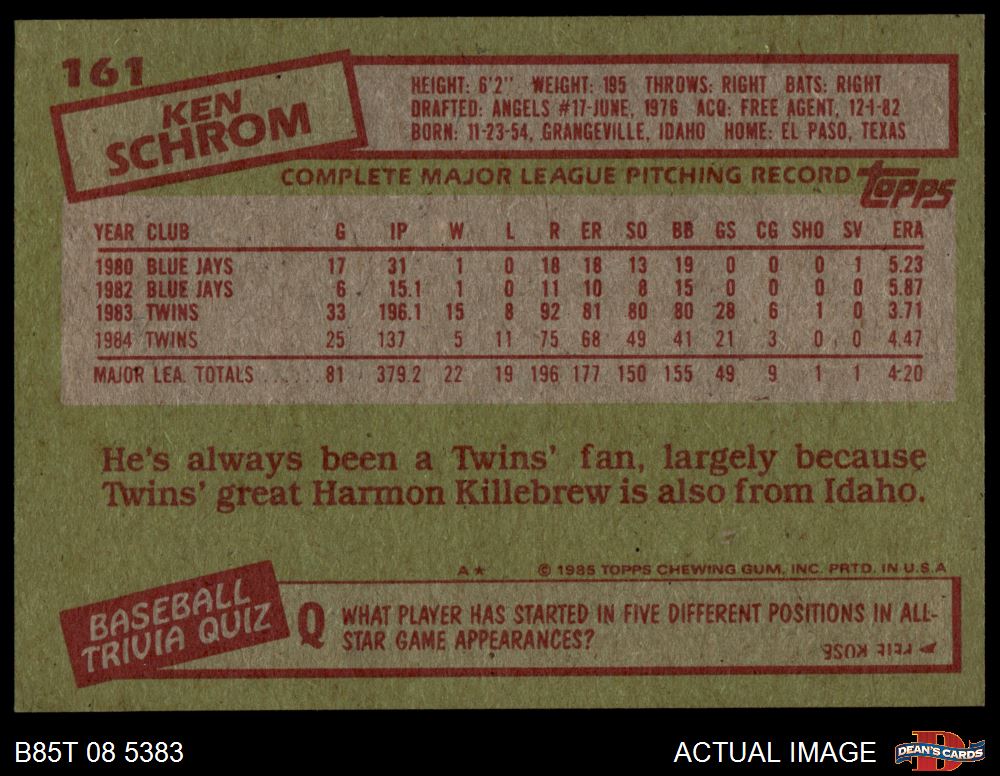 161
KEN
SCHROM
HEIGHT: 6'2" WEIGHT: 195 THROWS: RIGHT BATS: RIGHT
DRAFTED: ANGELS #17-JUNE, 1976 ACQ: FREE AGENT, 12-1-82
BORN: 11-23-54, GRANGEVILLE, IDAHO HOME: EL PASO, TEXAS
COMPLETE MAJOR LEAGUE PITCHING RECORD topps
YEAR CLUB G IP W L R ER SO BB GS CG SHO SV ERA
1980 BLUE JAYS 17 31 1 0 18 18 13 19 0 0 0 1 5.23
1982 BLUE JAYS 6 15.1 1 0 11 10 8 15 0 0 0 0 5.87
1983 TWINS 33 196.1 15 8 92 81 80 80 28 6 1 0 3.71
1984 TWINS 25 137 5 11 75 68 49 41 21 3 0 0 4.47
MAJOR LEA. TOTALS ...... 81 379.2 22 19 196 177 150 155 49 9 1 1 4.20
He's always been a Twins' fan, largely because
Twins' great Harmon Killebrew is also from Idaho.
A★ © 1985 TOPPS CHEWING GUM, INC. PRTD. IN U.S.A
BASEBALL
TRIVIA QUIZ
Q WHAT PLAYER HAS STARTED IN FIVE DIFFERENT POSITIONS IN ALL-
STAR GAME APPEARANCES?
A PETE ROSE
B85T 08 5383 ACTUAL IMAGE DEAN'S CARDS